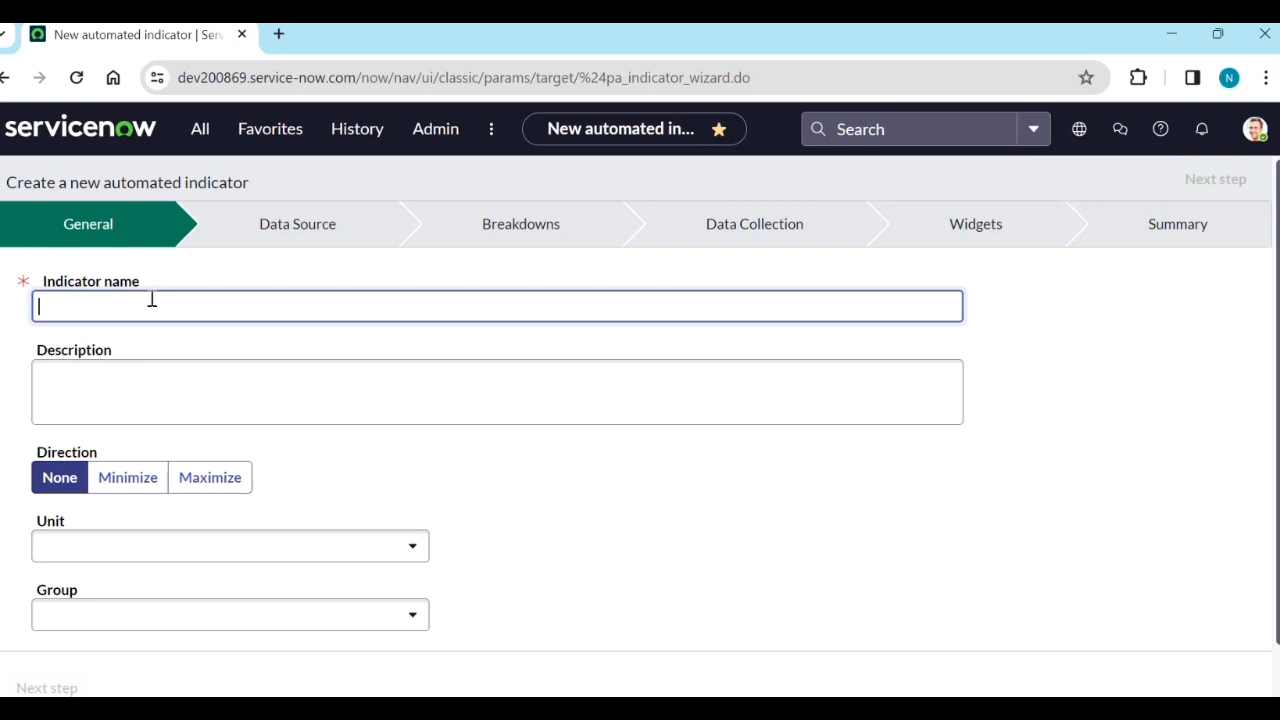 New automated indicator | Serv
dev200869.service-now.com/now/nav/ui/classic/params/target/%24pa_indicator_wizard.do
N
servicenow All Favorites History Admin New automated in... Search
Create a new automated indicator
Next step
General Data Source Breakdowns Data Collection Widgets Summary
* Indicator name
Description
Direction
None Minimize Maximize
Unit
Group
Next step